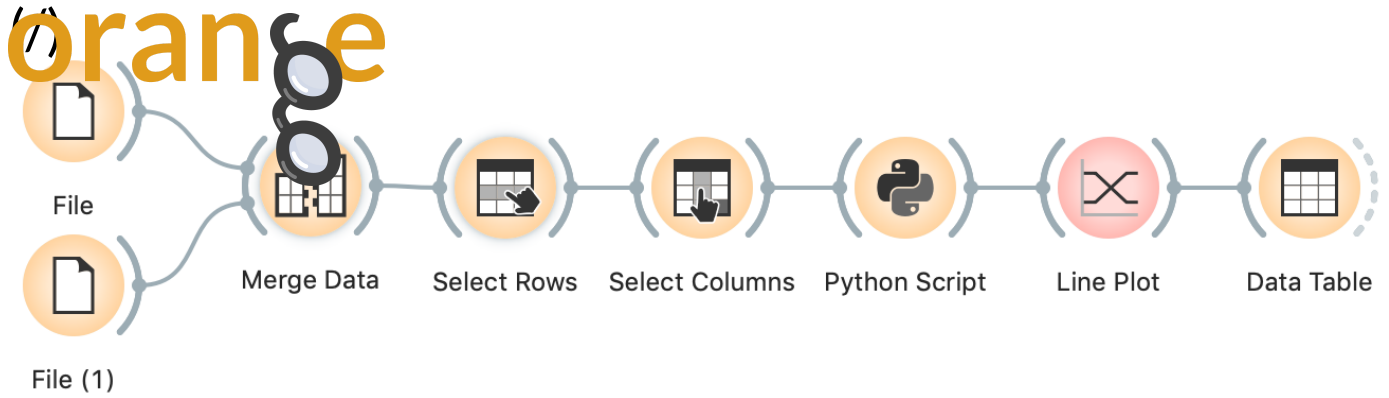 orange
(/)
File
Merge Data
Select Rows
Select Columns
Python Script
Line Plot
Data Table
File (1)